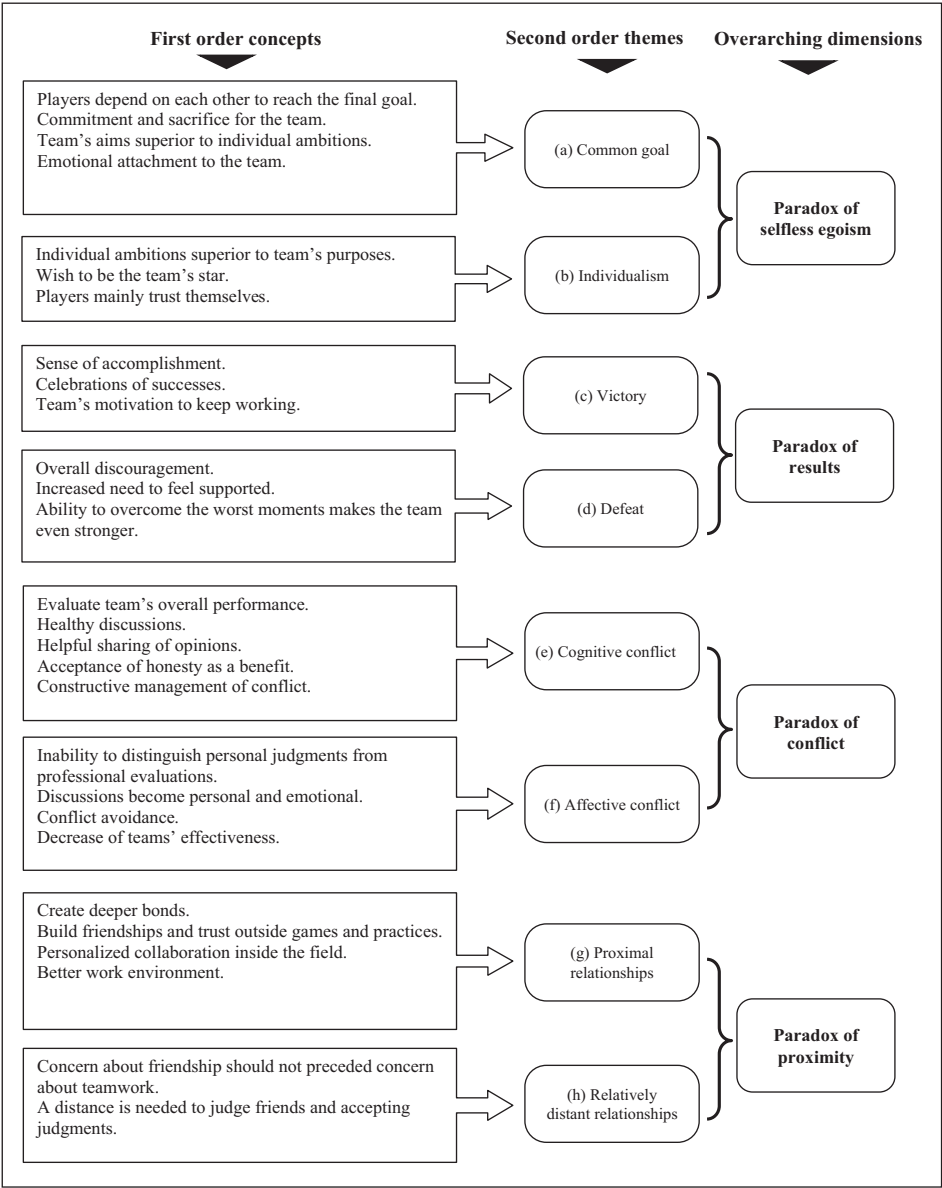 First order concepts
Second order themes
Overarching dimensions
Players depend on each other to reach the final goal.
Commitment and sacrifice for the team.
Team's aims superior to individual ambitions.
Emotional attachment to the team.
(a) Common goal
Paradox of
selfless egoism
Individual ambitions superior to team's purposes.
Wish to be the team's star.
Players mainly trust themselves.
(b) Individualism
Sense of accomplishment.
Celebrations of successes.
Team's motivation to keep working.
(c) Victory
Paradox of
results
Overall discouragement.
Increased need to feel supported.
Ability to overcome the worst moments makes the team
even stronger.
(d) Defeat
Evaluate team's overall performance.
Healthy discussions.
Helpful sharing of opinions.
Acceptance of honesty as a benefit.
Constructive management of conflict.
(e) Cognitive conflict
Paradox of
conflict
Inability to distinguish personal judgments from
professional evaluations.
Discussions become personal and emotional.
Conflict avoidance.
Decrease of teams' effectiveness.
(f) Affective conflict
Create deeper bonds.
Build friendships and trust outside games and practices.
Personalized collaboration inside the field.
Better work environment.
(g) Proximal
relationships
Paradox of
proximity
Concern about friendship should not preceded concern
about teamwork.
A distance is needed to judge friends and accepting
judgments.
(h) Relatively
distant relationships